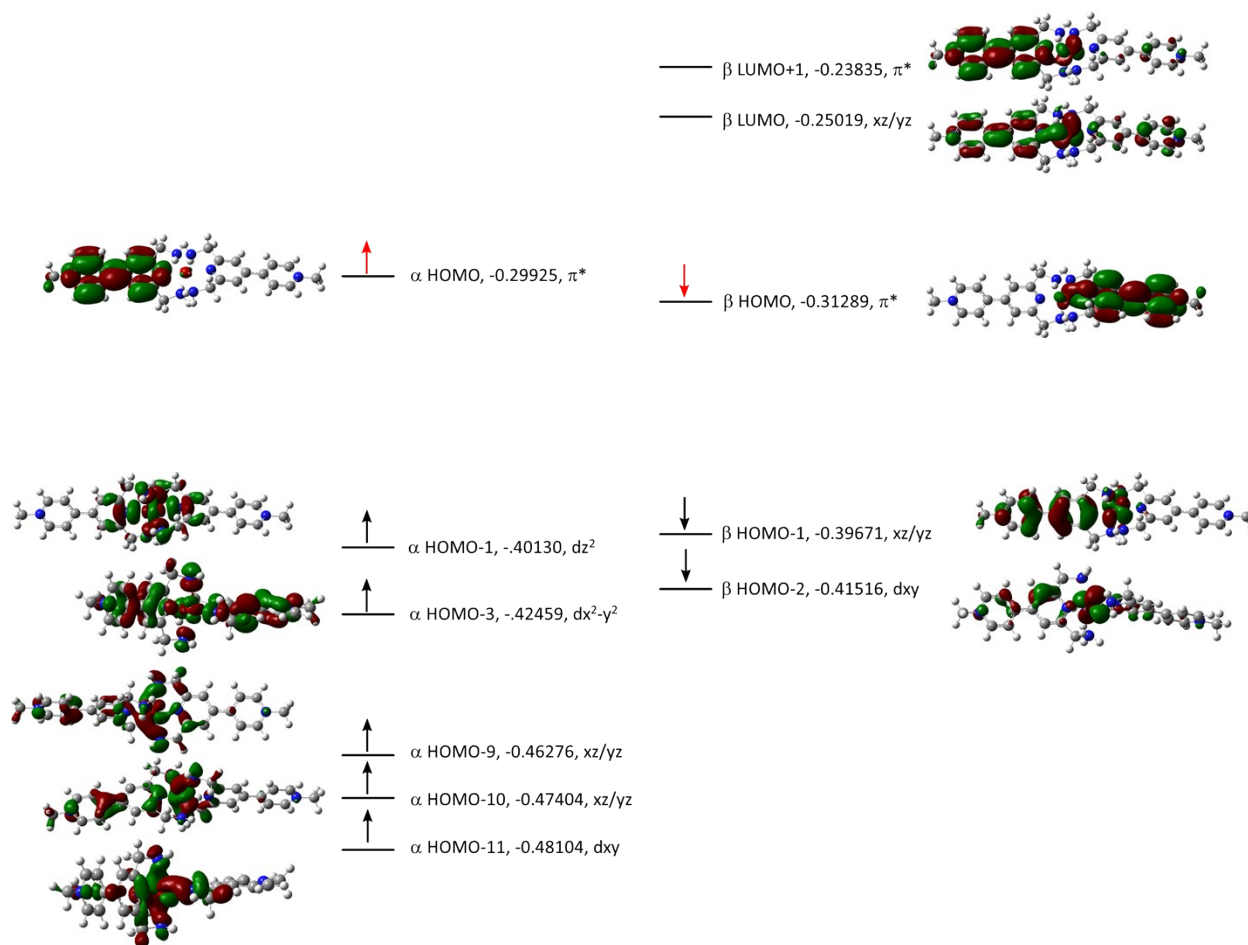 β LUMO+1, -0.23835, π*
β LUMO, -0.25019, xz/yz
α HOMO, -0.29925, π*
β HOMO, -0.31289, π*
α HOMO-1, -.40130, dz²
α HOMO-3, -.42459, dx²-y²
α HOMO-9, -0.46276, xz/yz
α HOMO-10, -0.47404, xz/yz
α HOMO-11, -0.48104, dxy
β HOMO-1, -0.39671, xz/yz
β HOMO-2, -0.41516, dxy